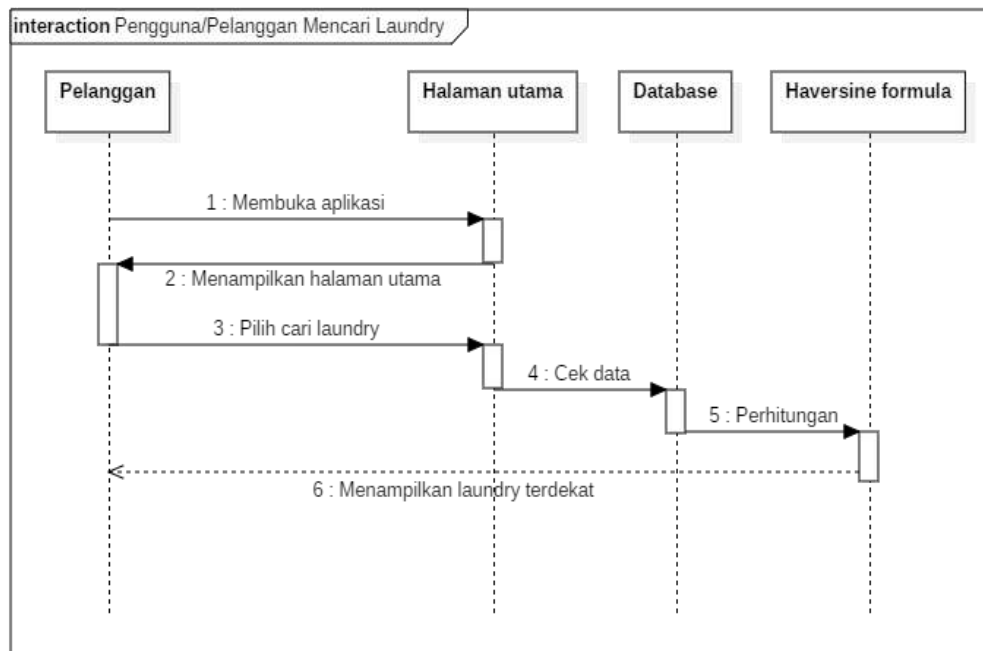 interaction Pengguna/Pelanggan Mencari Laundry
Pelanggan
Halaman utama
Database
Haversine formula
1 : Membuka aplikasi
2 : Menampilkan halaman utama
3 : Pilih cari laundry
4 : Cek data
5 : Perhitungan
6 : Menampilkan laundry terdekat